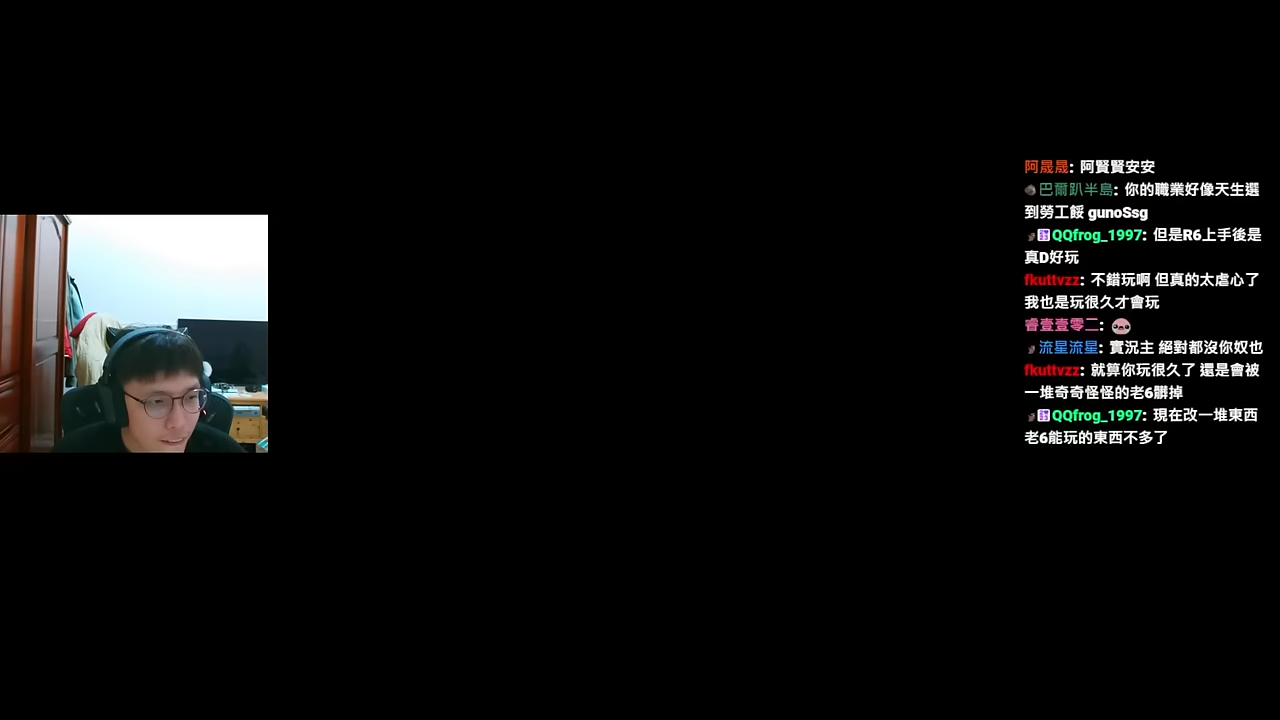 阿晟晟: 阿賢賢安安
巴爾趴半島: 你的職業好像天生選
到勞工餒 gunoSsg
QQfrog_1997: 但是R6上手後是
真D好玩
fkuttvzz: 不錯玩啊 但真的太虐心了
我也是玩很久才會玩
睿壹壹零二:
流星流星: 實況主 絕對都沒你奴也
fkuttvzz: 就算你玩很久了 還是會被
一堆奇奇怪怪的老6髒掉
QQfrog_1997: 現在改一堆東西
老6能玩的東西不多了